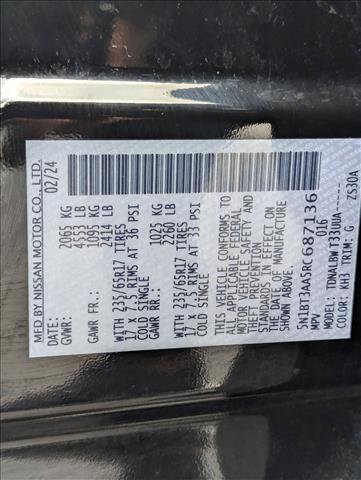 MFD BY NISSAN MOTOR CO., LTD.
DATE: 02/24
GVWR: 2065 KG
4553 LB
GAWR FR.: 1095 KG
2414 LB
WITH 235/65R17 TIRES
17 X 7.5 RIMS AT 36 PSI
COLD SINGLE
GAWR RR.: 1025 KG
2260 LB
WITH 235/65R17 TIRES
17 X 7.5 RIMS AT 33 PSI
COLD SINGLE
THIS VEHICLE CONFORMS TO
ALL APPLICABLE FEDERAL
MOTOR VEHICLE SAFETY AND
THEFT PREVENTION
STANDARDS IN EFFECT ON
THE DATE OF MANUFACTURE
SHOWN ABOVE.
5N1BT3AA5RC687136
MPV D16
MODEL: TDNALBWT33UUA-----
COLOR: KH3 TRIM: G ZS30A